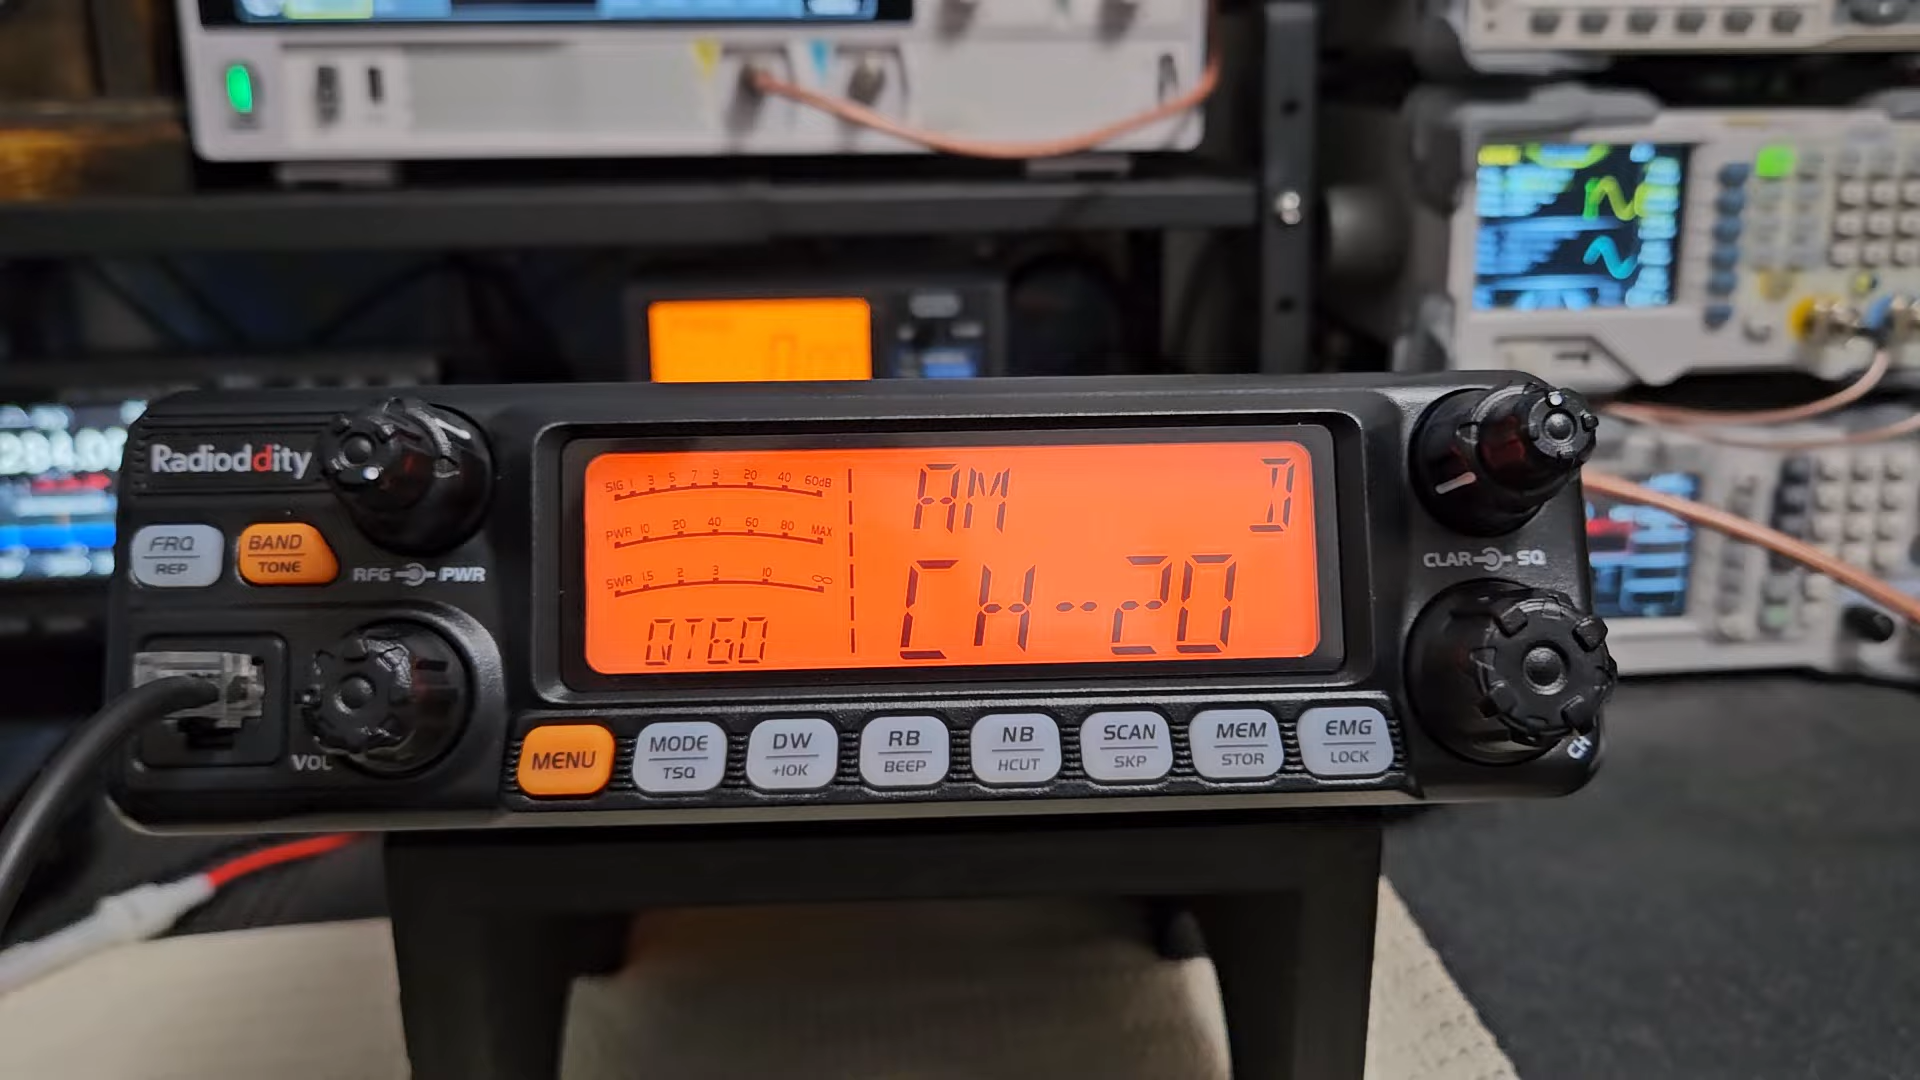 284.08
Radioddity
FRQ
REP
BAND
TONE
RFG PWR
VOL
SIG 1 3 5 7 9 20 40 60dB
PWR 10 20 40 60 80 MAX
SWR 1.5 2 3 10 ∞
QT60
AM D
CH-20
CLAR SQ
CH
MENU
MODE
TSQ
DW
+10K
RB
BEEP
NB
HCUT
SCAN
SKP
MEM
STOR
EMG
LOCK